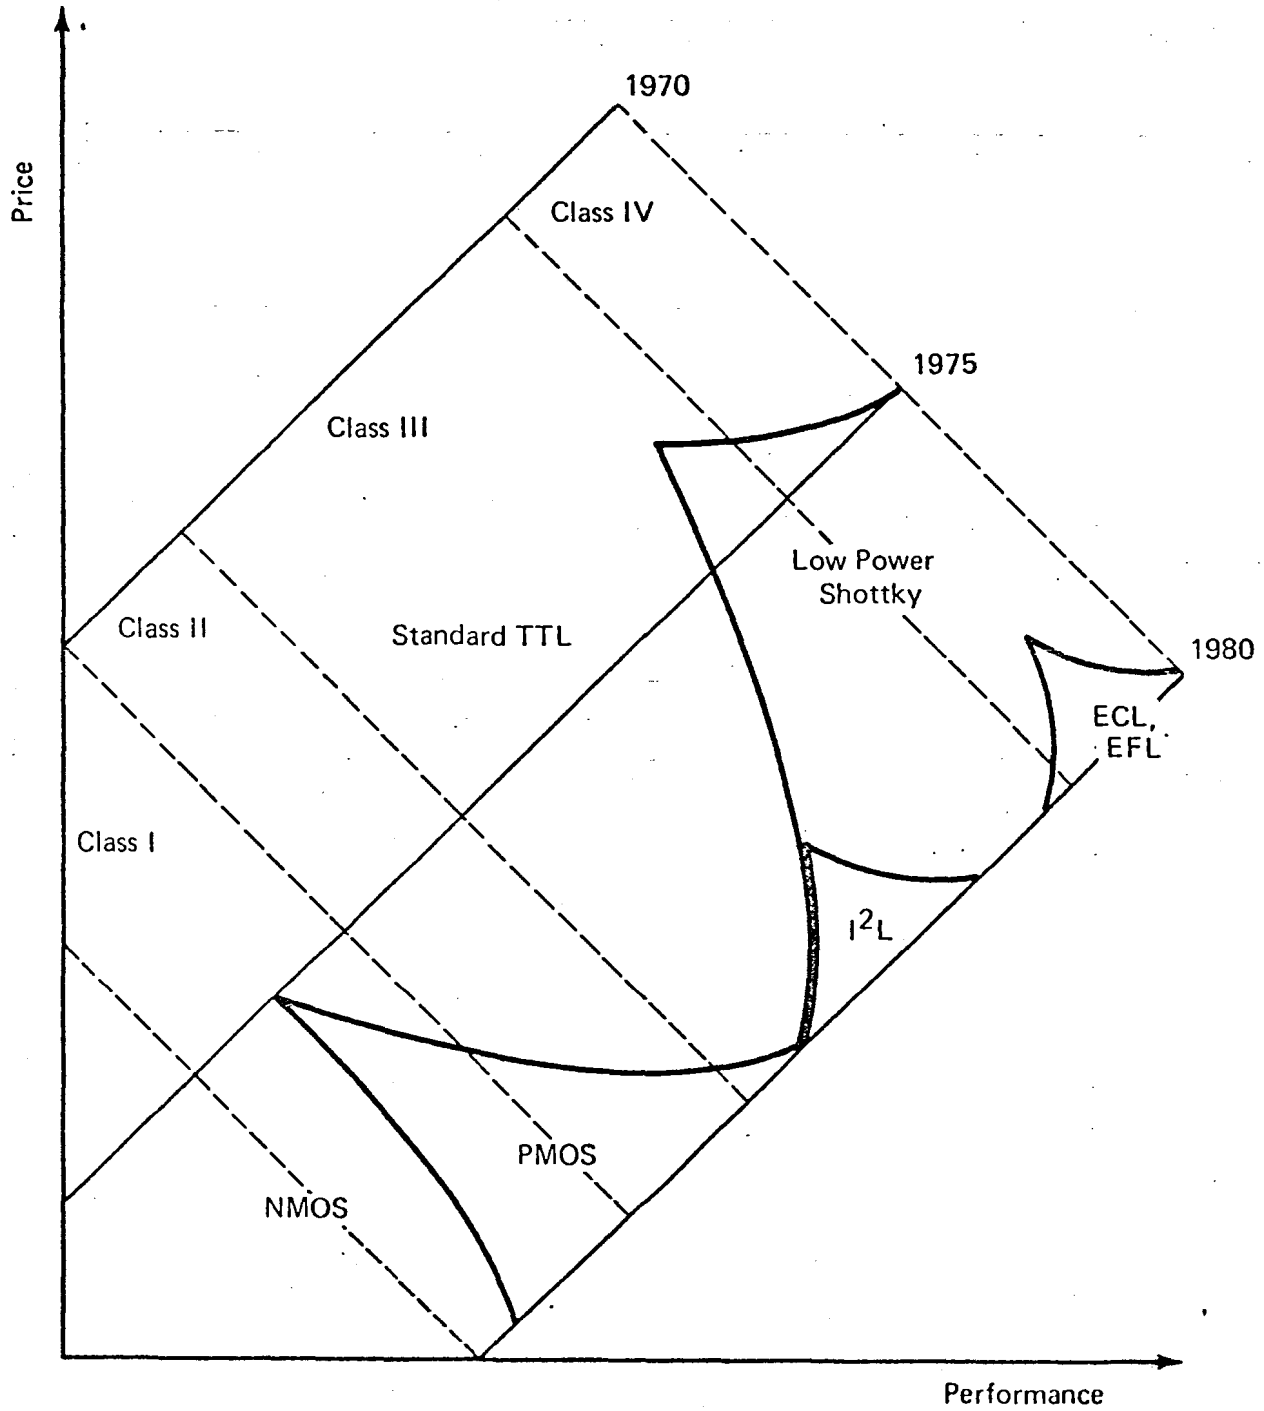 1970
Price
Class IV
1975
Class III
Low Power
Shottky
Class II
Standard TTL
1980
ECL,
EFL
Class I
I²L
PMOS
NMOS
Performance